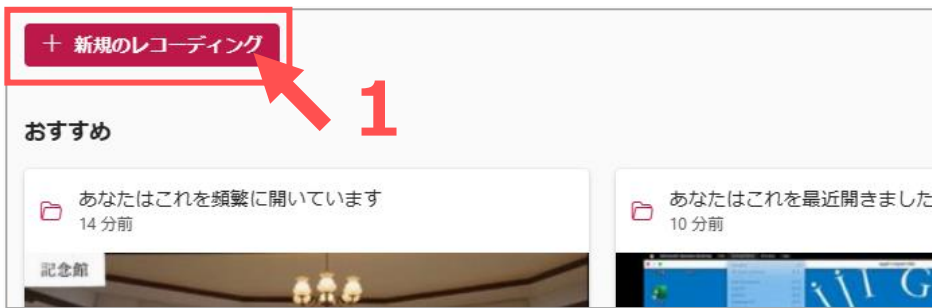 + 新規のレコーディング
1
おすすめ
あなたはこれを頻繁に開いています
14 分前
あなたはこれを最近開きました
10 分前
記念館